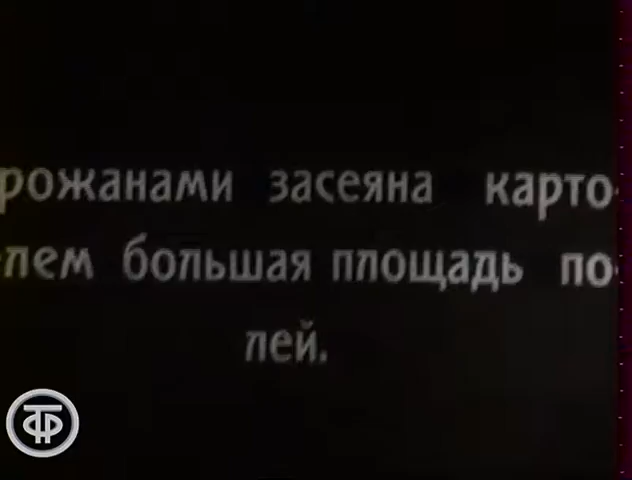 рожанами засеяна карто-
лем большая площадь по-
лей.